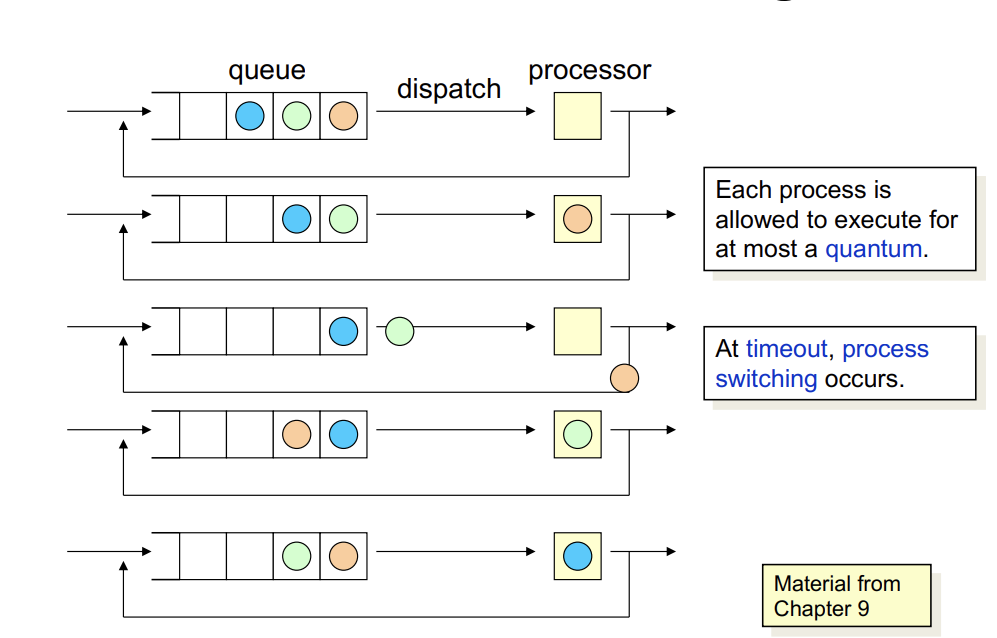 queue
dispatch
processor
Each process is
allowed to execute for
at most a quantum.
At timeout, process
switching occurs.
Material from
Chapter 9